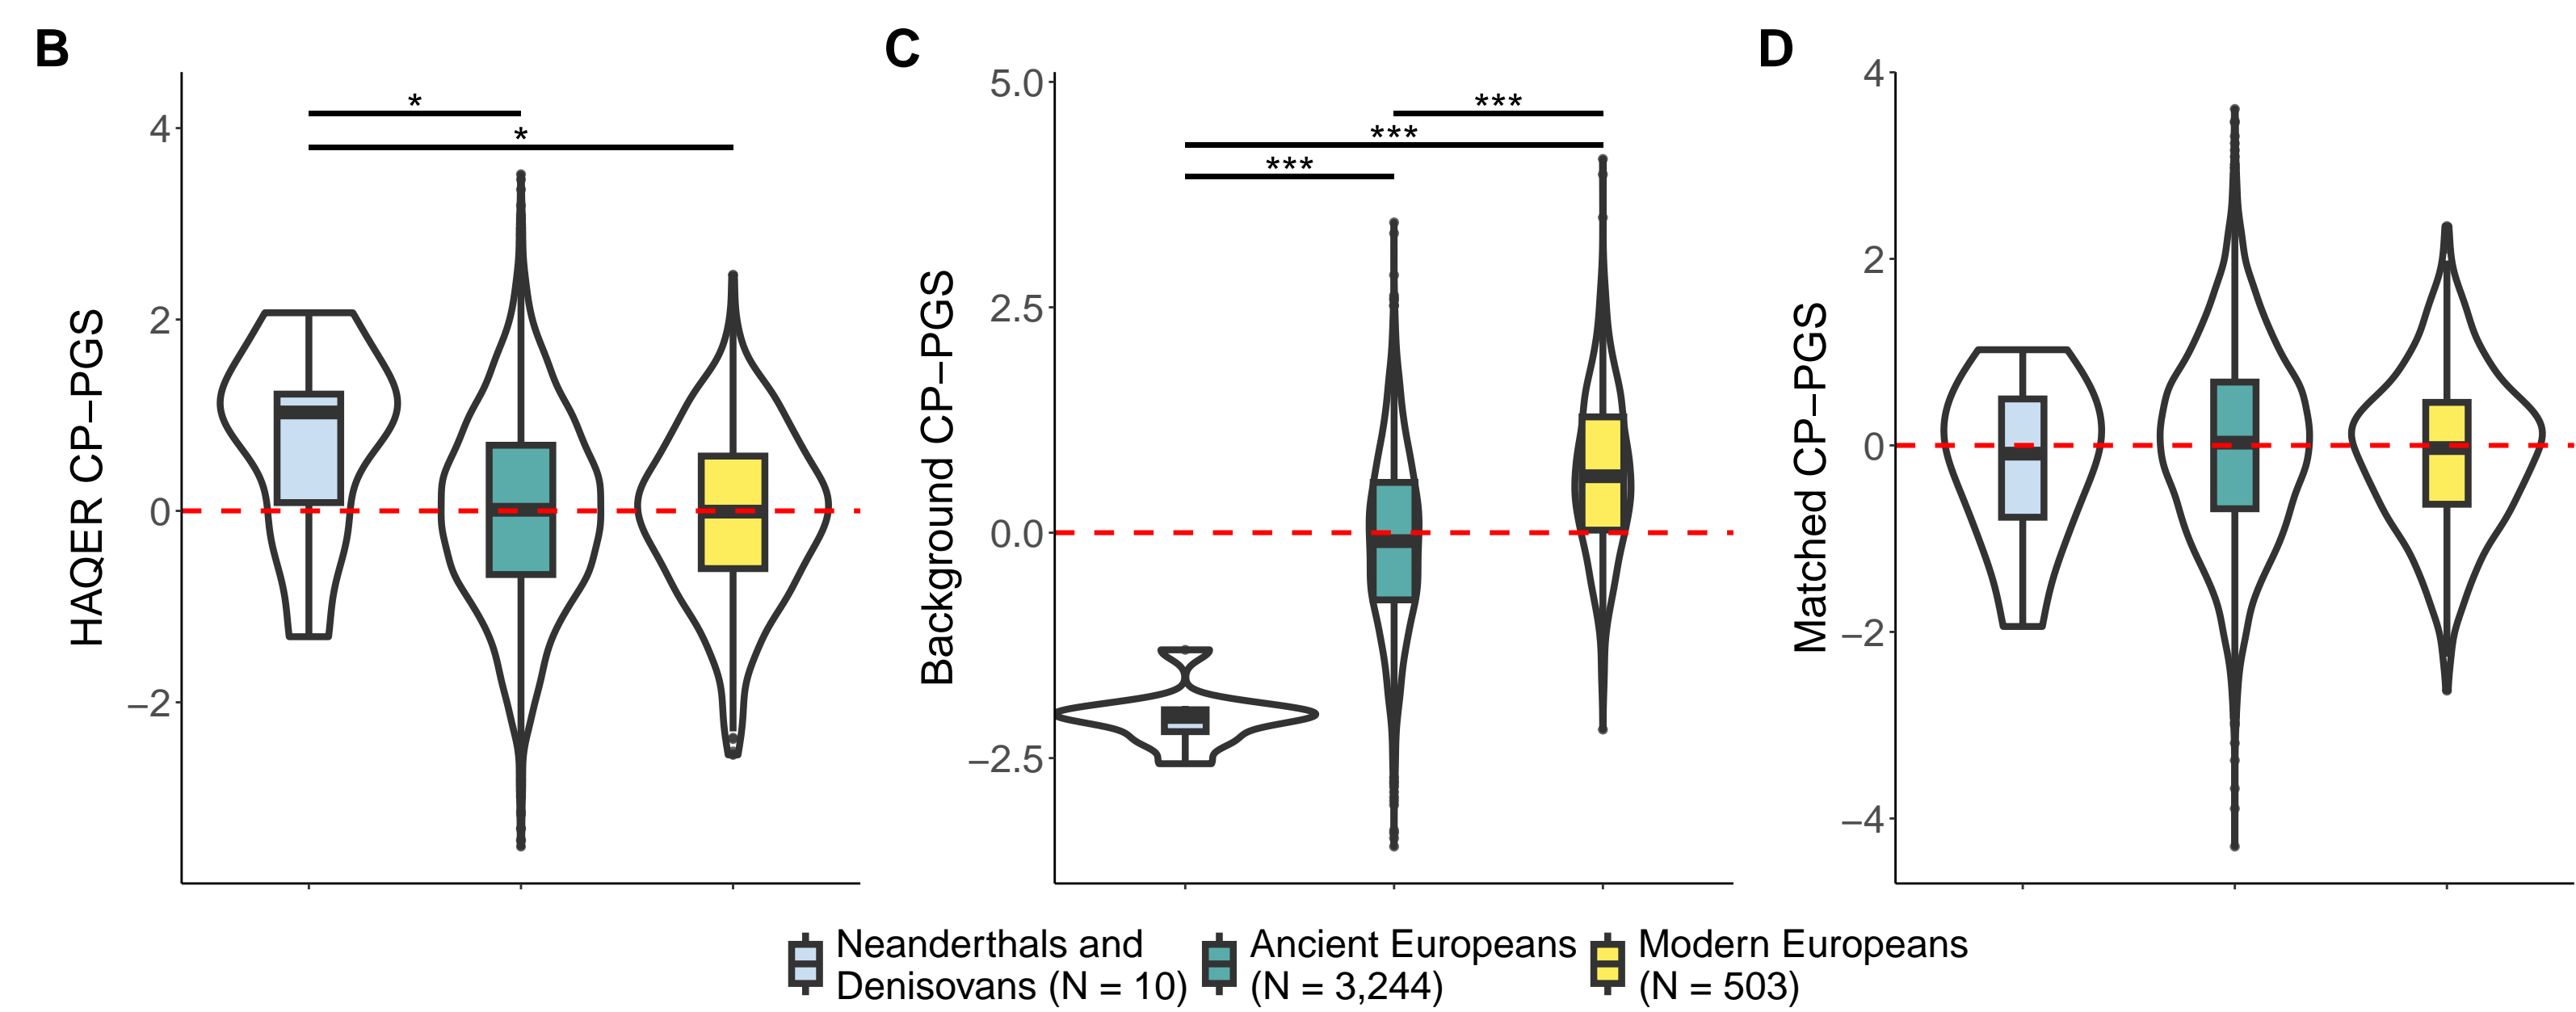 B
HAQER CP−PGS
4
2
0
−2
*
*
C
Background CP−PGS
5.0
2.5
0.0
−2.5
***
***
***
D
Matched CP−PGS
4
2
0
−2
−4
Neanderthals and
Denisovans (N = 10)
Ancient Europeans
(N = 3,244)
Modern Europeans
(N = 503)